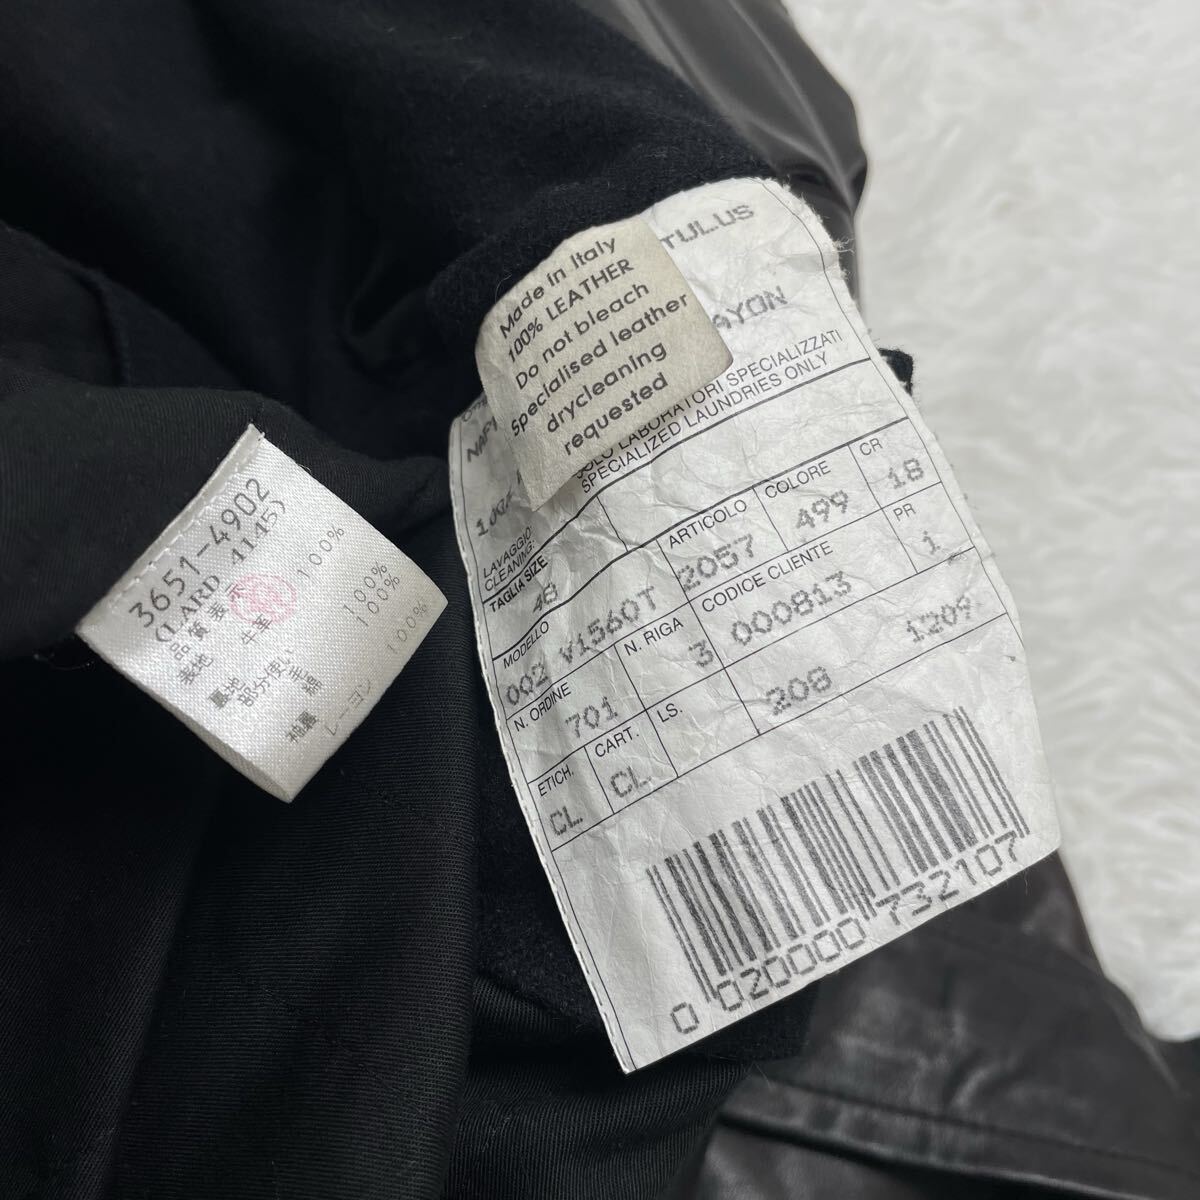 3651-4902
(LARD 4145)
品質表示
表地 牛革 100%
裏地
部分使い 毛 100%
綿 100%
袖裏 レーヨン 100%
Made in Italy
100% LEATHER
Do not bleach
Specialised leather
drycleaning
requested
TULUS
AYON
SOLO LABORATORI SPECIALIZZATI
SPECIALIZED LAUNDRIES ONLY
LAVAGGIO:
CLEANING:
TAGLIA SIZE
48
ARTICOLO
2057
COLORE
499
CR
18
MODELLO
002 V1560T
N. RIGA
3
CODICE CLIENTE
000813
PR
1
N. ORDINE
701
208
1209
ETICH.
CL
CART.
CL
LS.
0 020000 732107